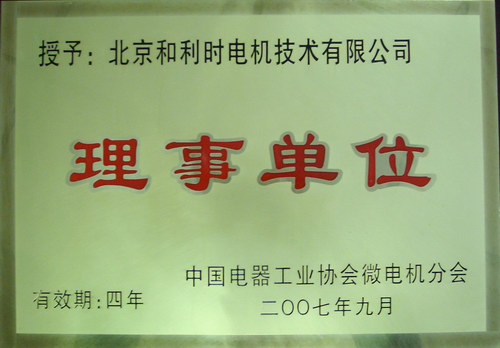 授予：北京和利时电机技术有限公司
理事单位
中国电器工业协会微电机分会
有效期：四年
二〇〇七年九月